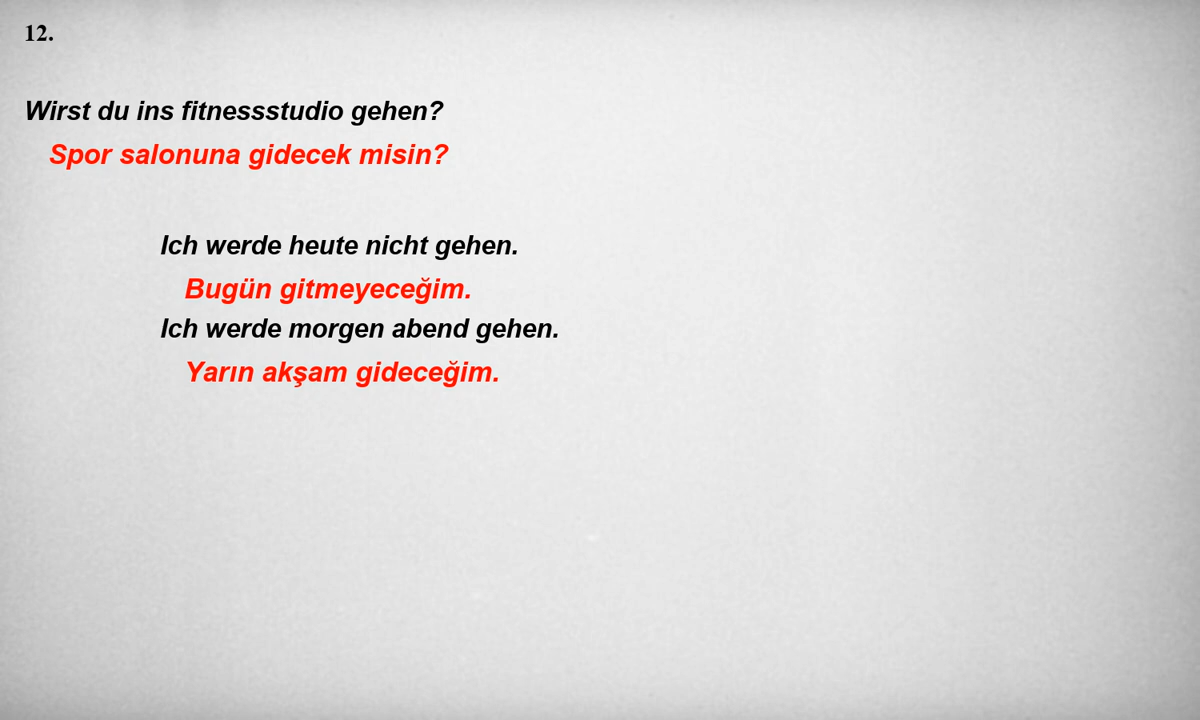 12.
Wirst du ins fitnessstudio gehen?
Spor salonuna gidecek misin?
Ich werde heute nicht gehen.
Bugün gitmeyeceğim.
Ich werde morgen abend gehen.
Yarın akşam gideceğim.